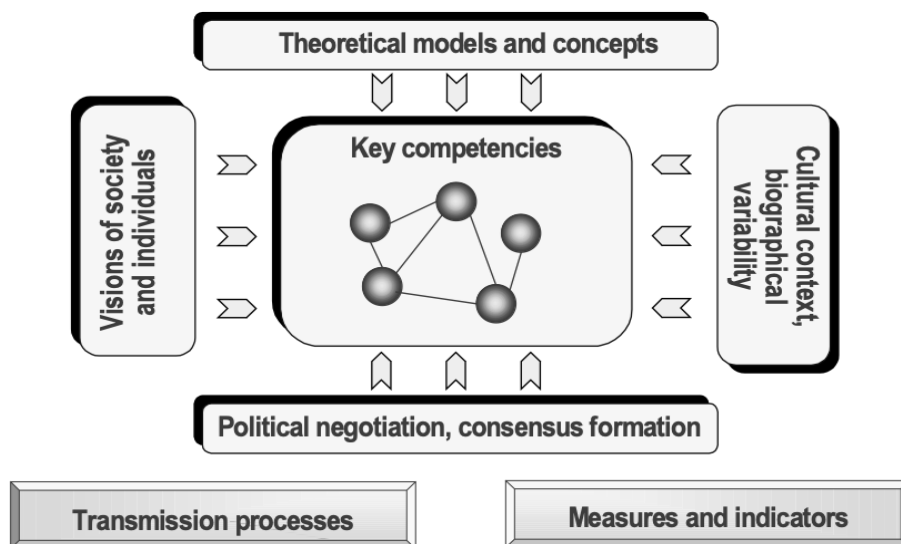 Theoretical models and concepts
Visions of society
and individuals
Key competencies
Cultural context,
biographical
variability
Political negotiation, consensus formation
Transmission processes
Measures and indicators